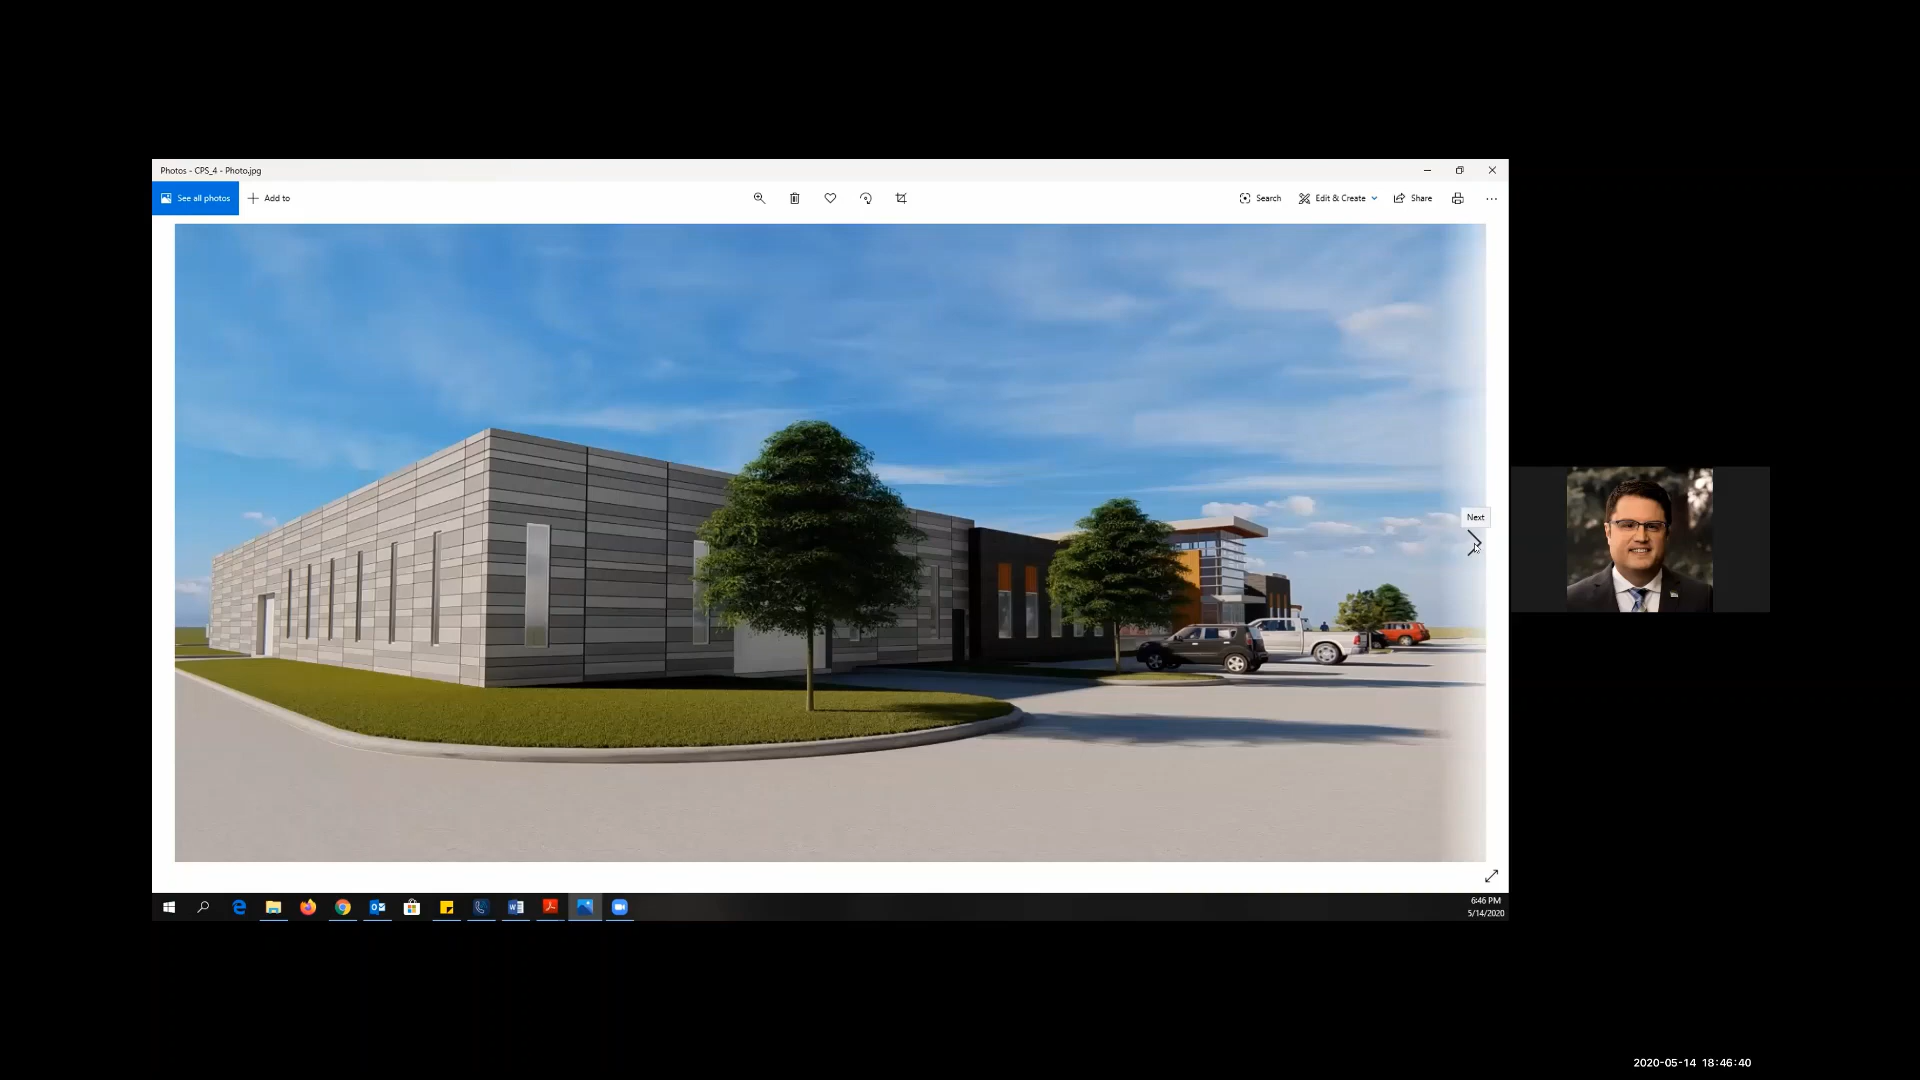 Photos - CPS_4 - Photo.jpg
See all photos
Add to
Search
Edit & Create
Share
Next
6:46 PM
5/14/2020
2020-05-14 18:46:40